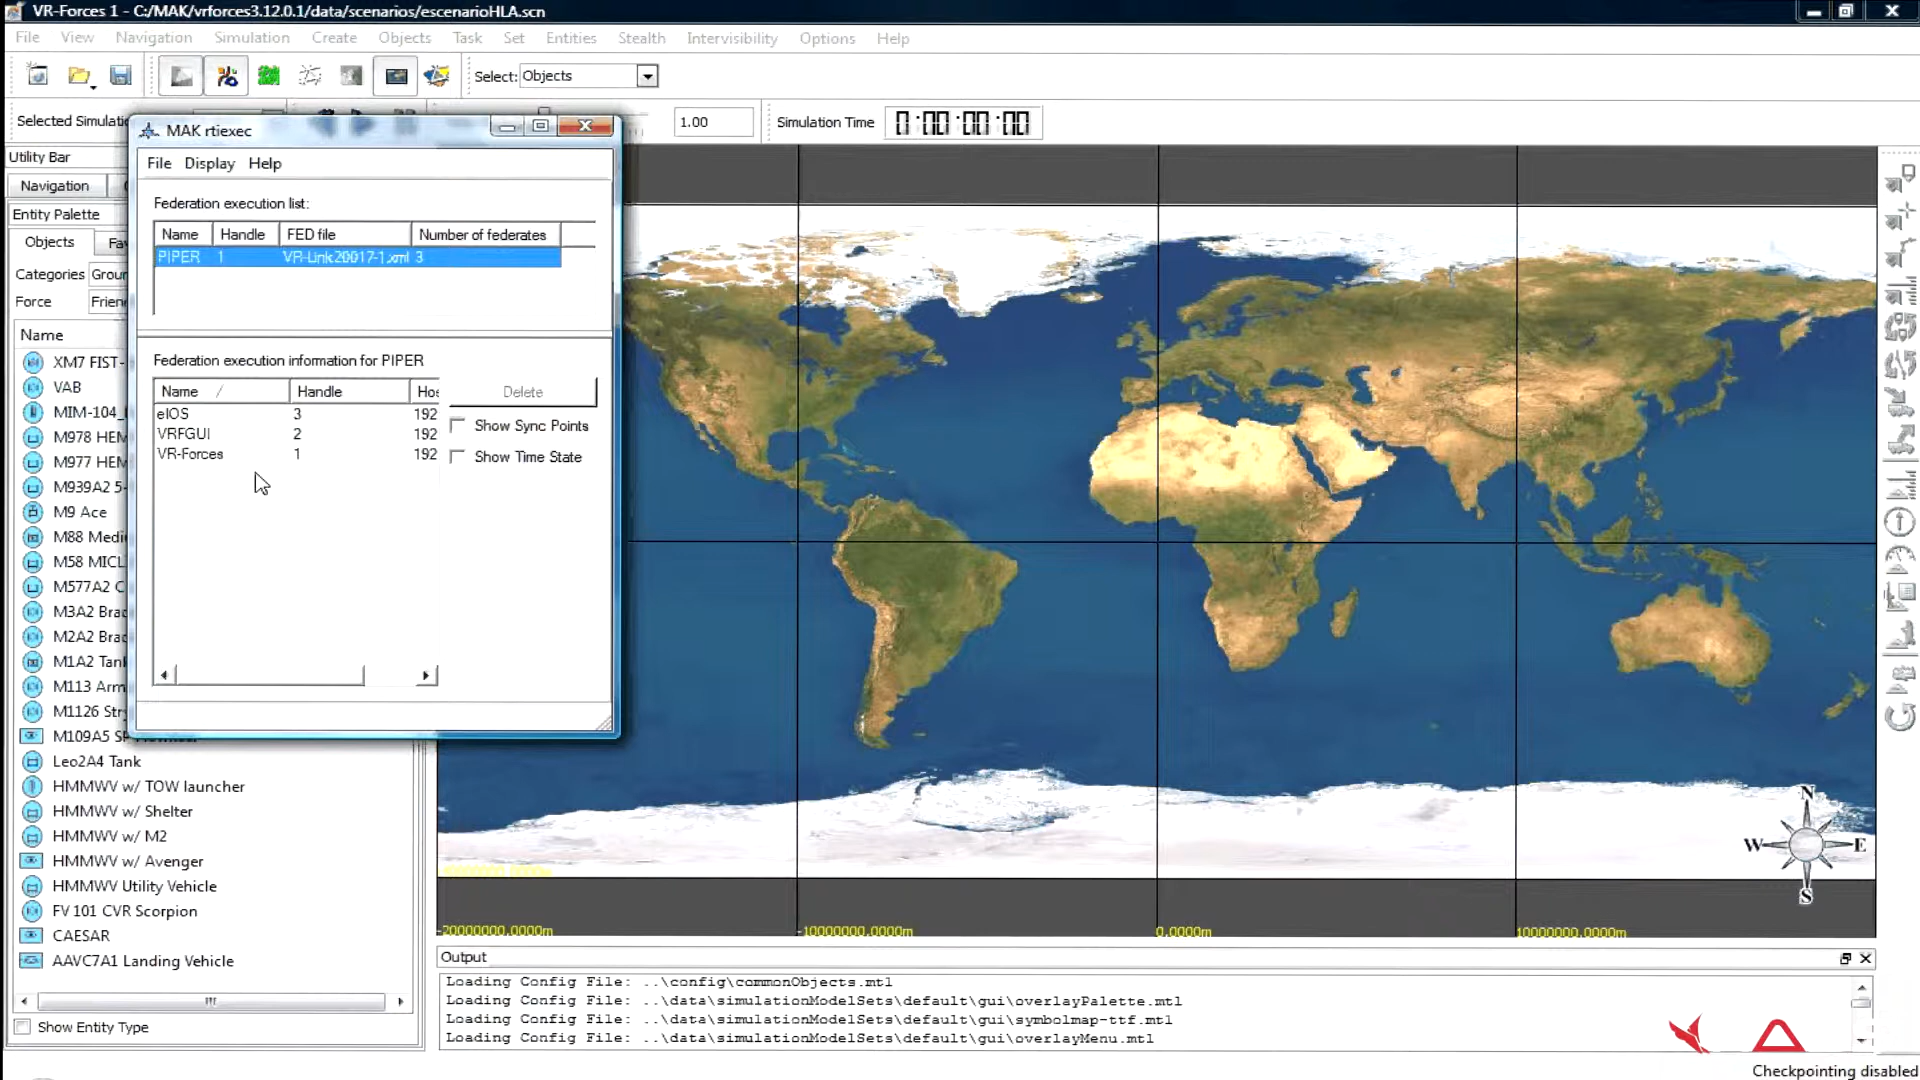 VR-Forces 1 - C:/MAK/vrforces3.12.0.1/data/scenarios/escenarioHLA.scn
File View Navigation Simulation Create Objects Task Set Entities Stealth Intervisibility Options Help
Select: Objects
Selected Simulatio
1.00
Simulation Time
0:00:00:00
Utility Bar
Navigation
Entity Palette
Objects
Categories Groun
Force Frien
Name
XM7 FIST-
VAB
MIM-104_
M978 HEM
M977 HEM
M939A2 5-
M9 Ace
M88 Medi
M58 MICL
M577A2 C
M3A2 Brad
M2A2 Brad
M1A2 Tank
M113 Arm
M1126 Str
M109A5 SP
Leo2A4 Tank
HMMWV w/ TOW launcher
HMMWV w/ Shelter
HMMWV w/ M2
HMMWV w/ Avenger
HMMWV Utility Vehicle
FV 101 CVR Scorpion
CAESAR
AAVC7A1 Landing Vehicle
Show Entity Type
MAK rtiexec
File Display Help
Federation execution list:
Name Handle FED file Number of federates
PIPER 1 VR-Link20017-1.xml 3
Federation execution information for PIPER
Name Handle Hos
eIOS 3 192
VRFGUI 2 192
VR-Forces 1 192
Delete
Show Sync Points
Show Time State
N
W E
S
-20000000.0000m -10000000.0000m 0.0000m 10000000.0000m
Output
Loading Config File: ..\config\commonObjects.mtl
Loading Config File: ..\data\simulationModelSets\default\gui\overlayPalette.mtl
Loading Config File: ..\data\simulationModelSets\default\gui\symbolmap-ttf.mtl
Loading Config File: ..\data\simulationModelSets\default\gui\overlayMenu.mtl
Checkpointing disabled